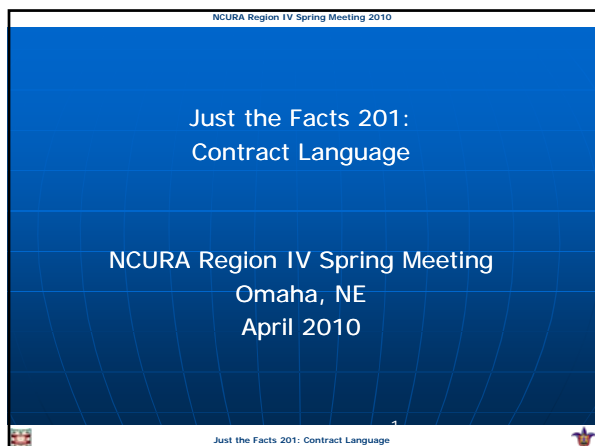 NCURA Region IV Spring Meeting 2010
Just the Facts 201:
Contract Language
NCURA Region IV Spring Meeting
Omaha, NE
April 2010
1
Just the Facts 201: Contract Language